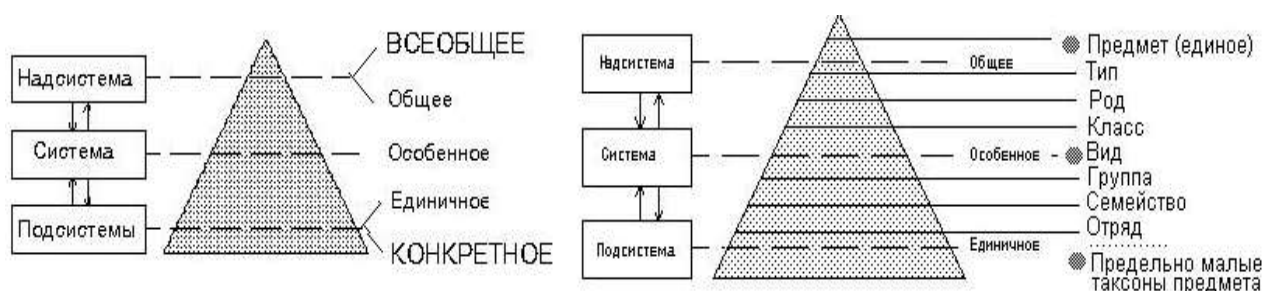 ВСЕОБЩЕЕ
Надсистема
Общее
Система
Особенное
Единичное
Подсистемы
КОНКРЕТНОЕ
Предмет (единое)
Надсистема
Общее
Тип
Род
Класс
Система
Особенное
Вид
Группа
Семейство
Отряд
Подсистема
Единичное
Предельно малые
таксоны предмета